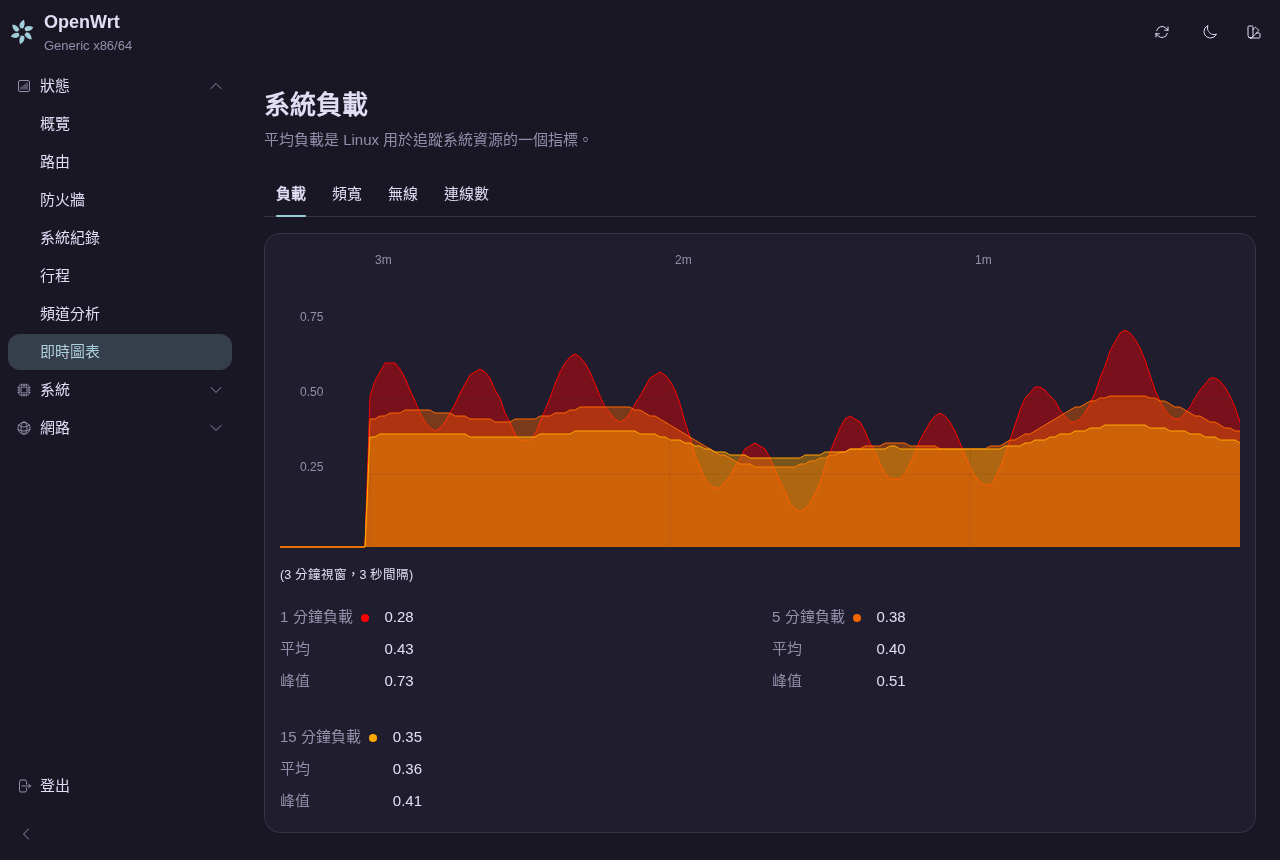 OpenWrt
Generic x86/64
狀態
概覽
路由
防火牆
系統紀錄
行程
頻道分析
即時圖表
系統
網路
登出
系統負載
平均負載是 Linux 用於追蹤系統資源的一個指標。
負載 頻寬 無線 連線數
3m 2m 1m
0.75
0.50
0.25
(3 分鐘視窗，3 秒間隔)
1 分鐘負載 0.28
平均 0.43
峰值 0.73
5 分鐘負載 0.38
平均 0.40
峰值 0.51
15 分鐘負載 0.35
平均 0.36
峰值 0.41